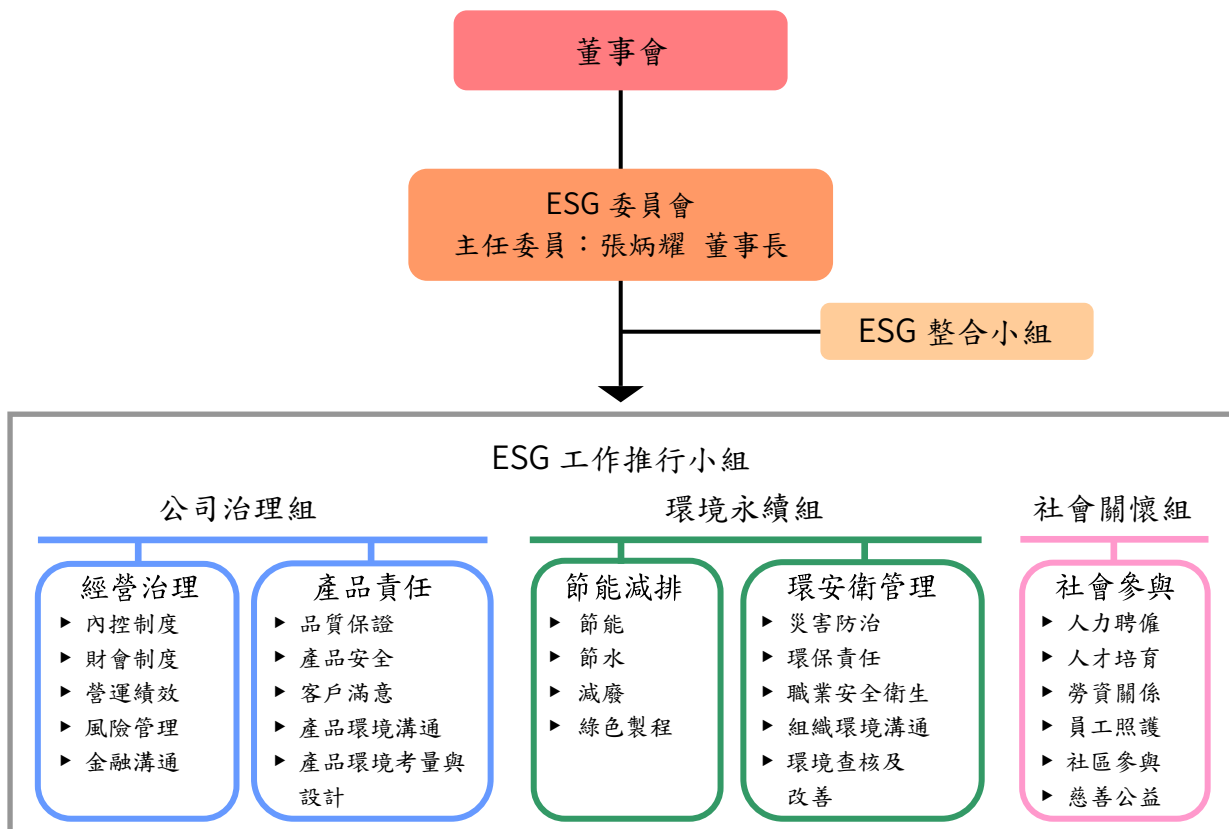 董事會
ESG 委員會
主任委員：張炳耀 董事長
ESG 整合小組
ESG 工作推行小組
公司治理組
經營治理
▶ 內控制度
▶ 財會制度
▶ 營運績效
▶ 風險管理
▶ 金融溝通
產品責任
▶ 品質保證
▶ 產品安全
▶ 客戶滿意
▶ 產品環境溝通
▶ 產品環境考量與
設計
環境永續組
節能減排
▶ 節能
▶ 節水
▶ 減廢
▶ 綠色製程
環安衛管理
▶ 災害防治
▶ 環保責任
▶ 職業安全衛生
▶ 組織環境溝通
▶ 環境查核及
改善
社會關懷組
社會參與
▶ 人力聘僱
▶ 人才培育
▶ 勞資關係
▶ 員工照護
▶ 社區參與
▶ 慈善公益